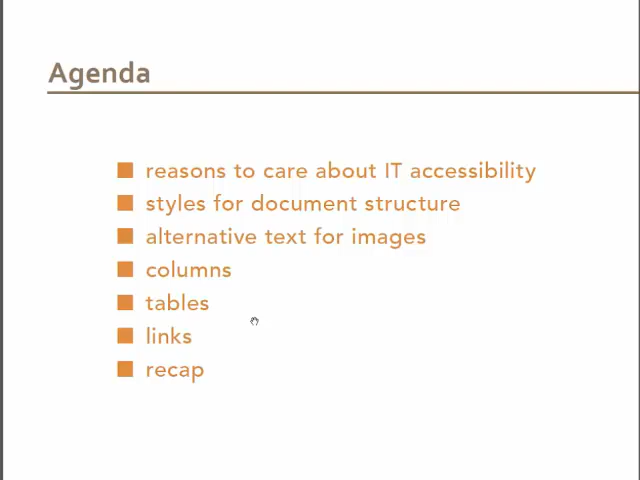 Agenda
reasons to care about IT accessibility
styles for document structure
alternative text for images
columns
tables
links
recap